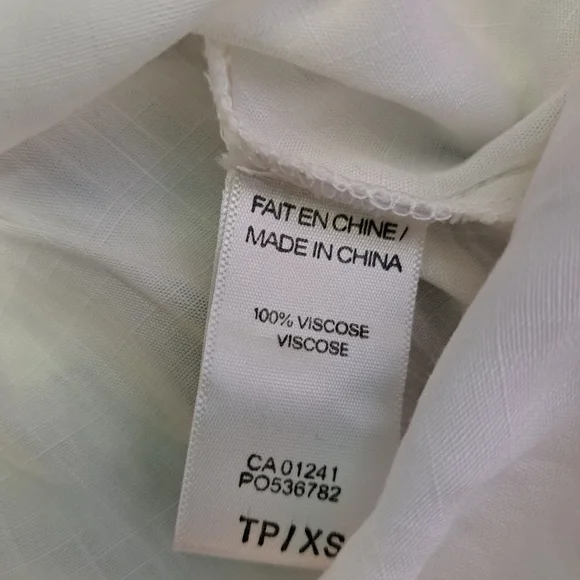 FAIT EN CHINE /
MADE IN CHINA
100% VISCOSE
VISCOSE
CA 01241
PO536782
TP/XS